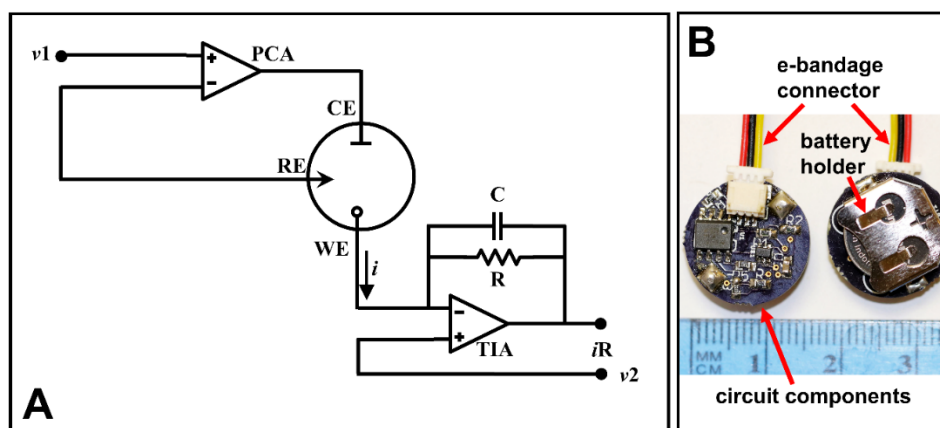 v1
PCA
CE
RE
WE
i
C
R
TIA
iR
v2
A
B
e-bandage
connector
battery
holder
MM
CM
1
2
3
circuit components